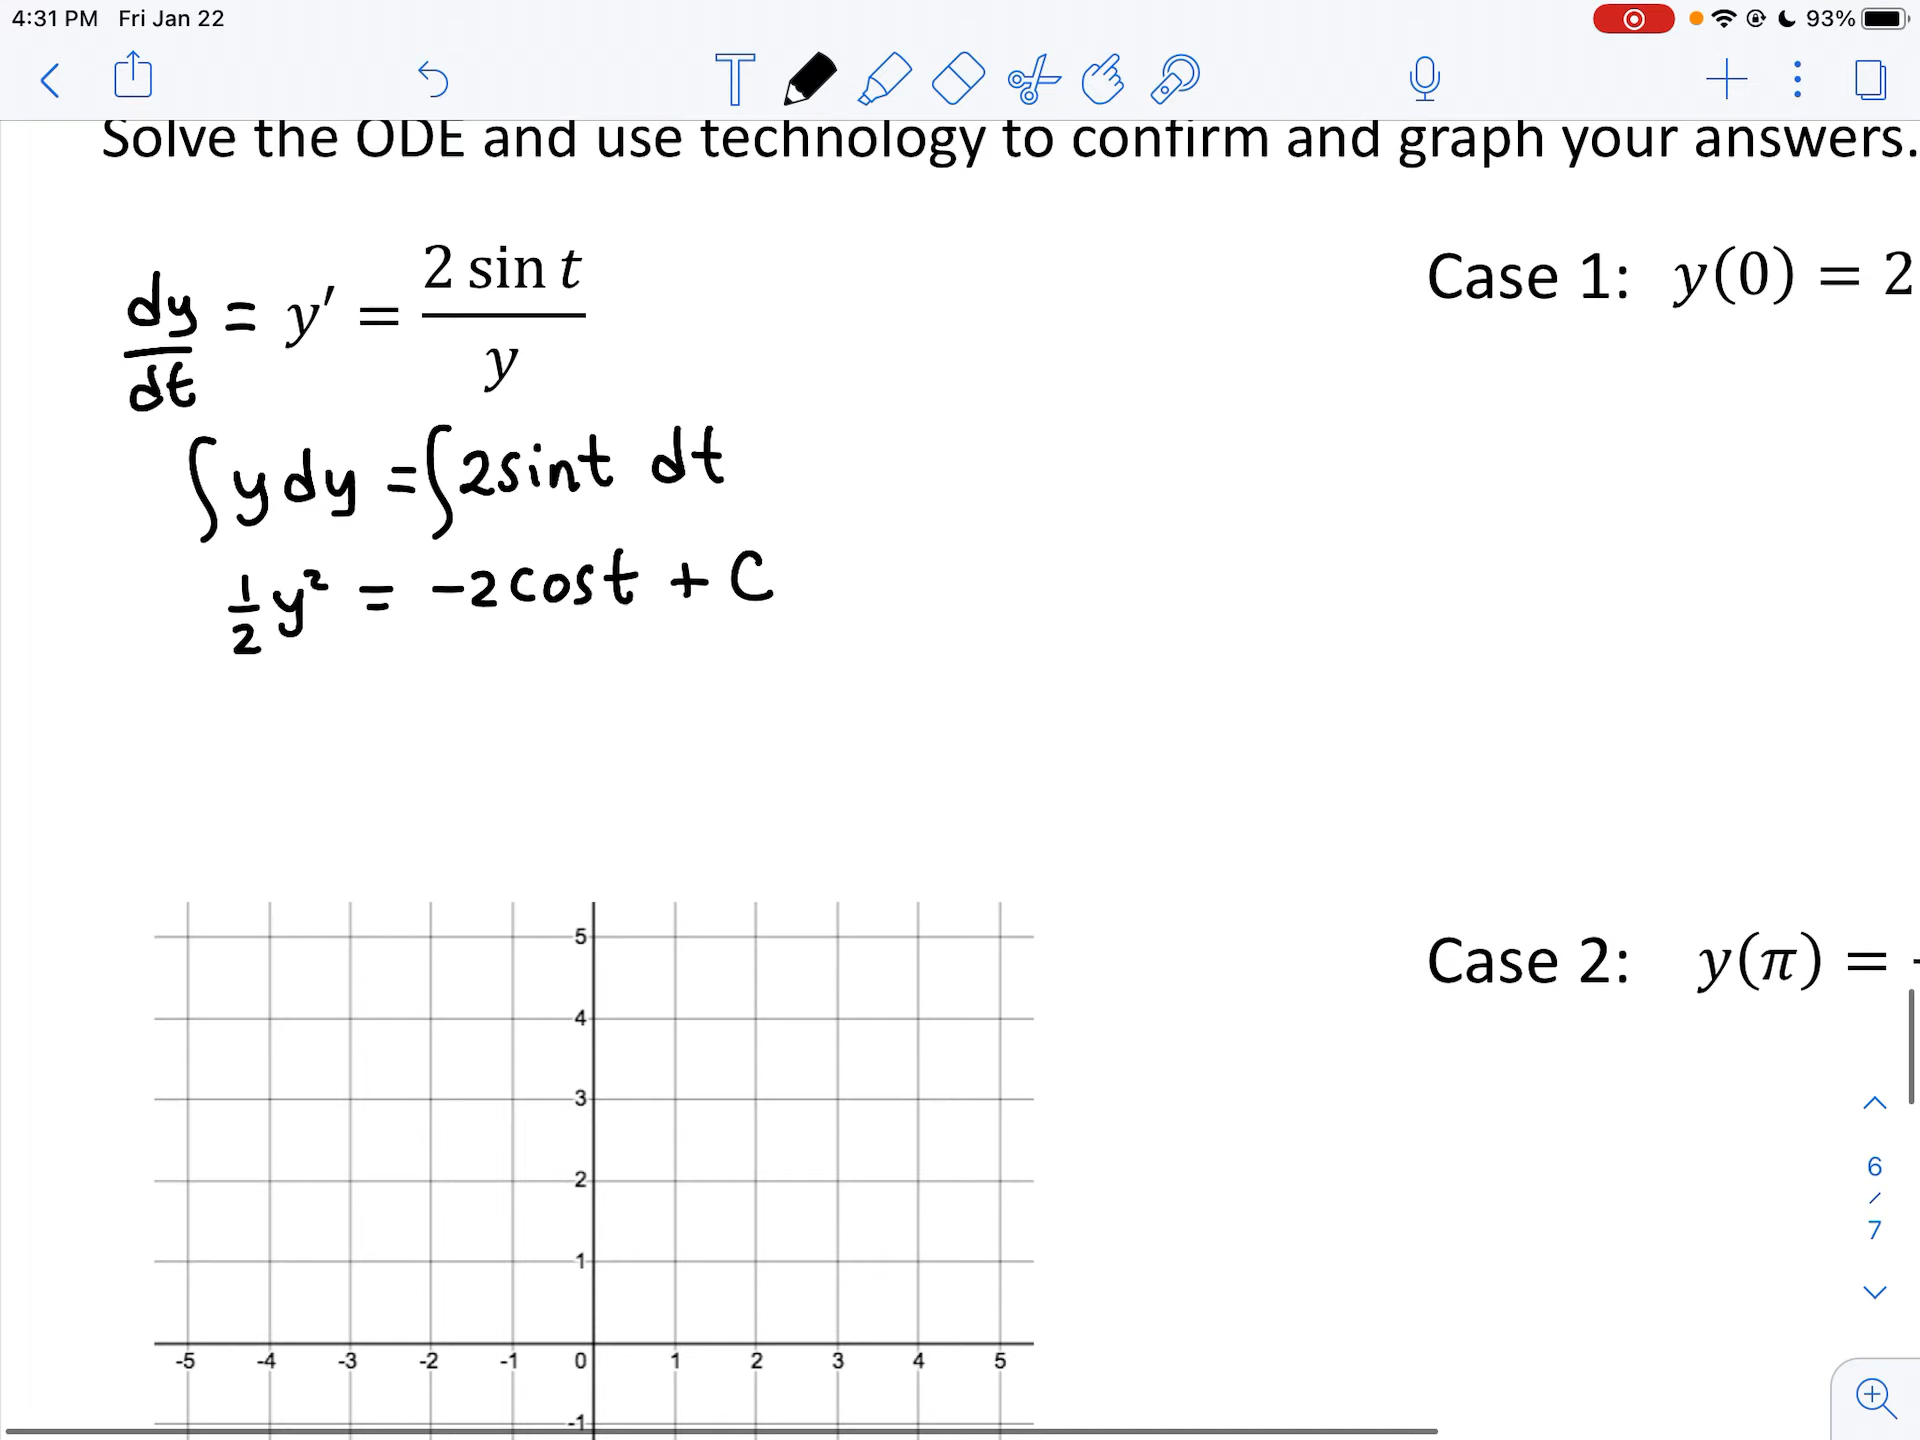 4:31 PM Fri Jan 22 93%
Solve the ODE and use technology to confirm and graph your answers.
dy/dt = y′ = 2 sin t / y
Case 1: y(0) = 2
∫ y dy = ∫ 2sint dt
½y² = -2cost + C
Case 2: y(π) =
5
4
3
2
1
-5 -4 -3 -2 -1 0 1 2 3 4 5
-1
6
/
7